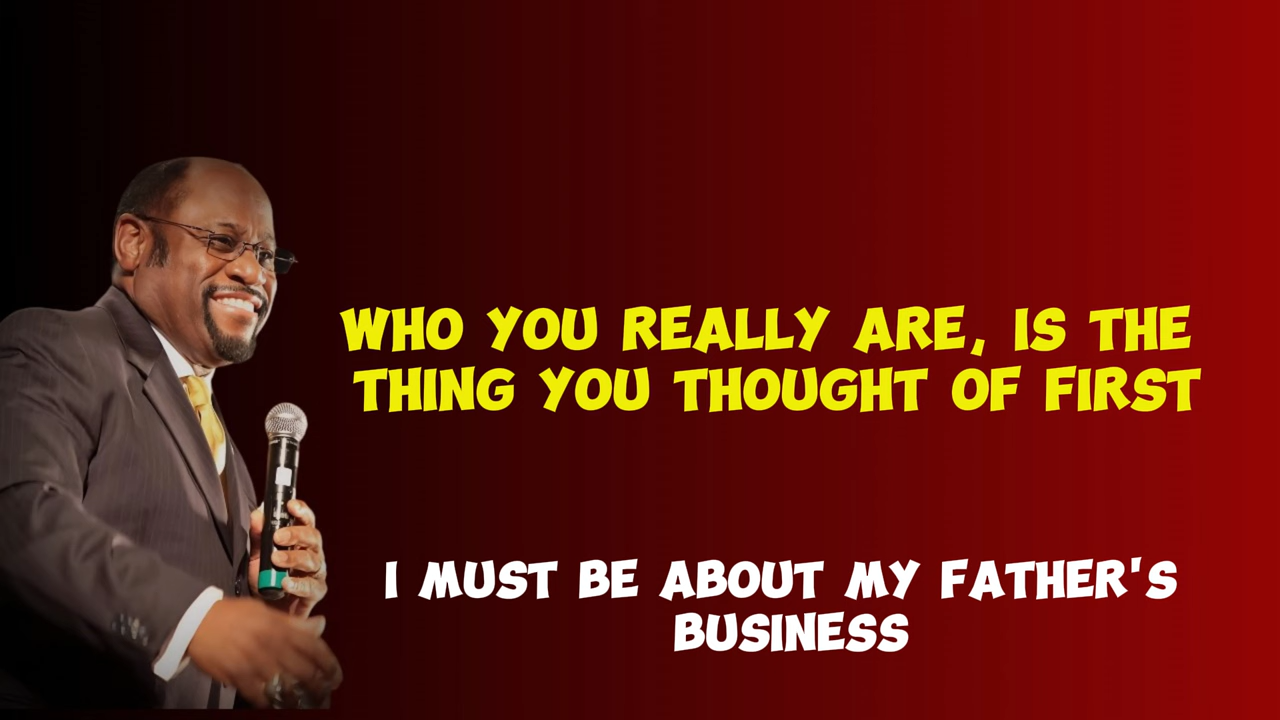 WHO YOU REALLY ARE, IS THE
THING YOU THOUGHT OF FIRST
I MUST BE ABOUT MY FATHER'S
BUSINESS